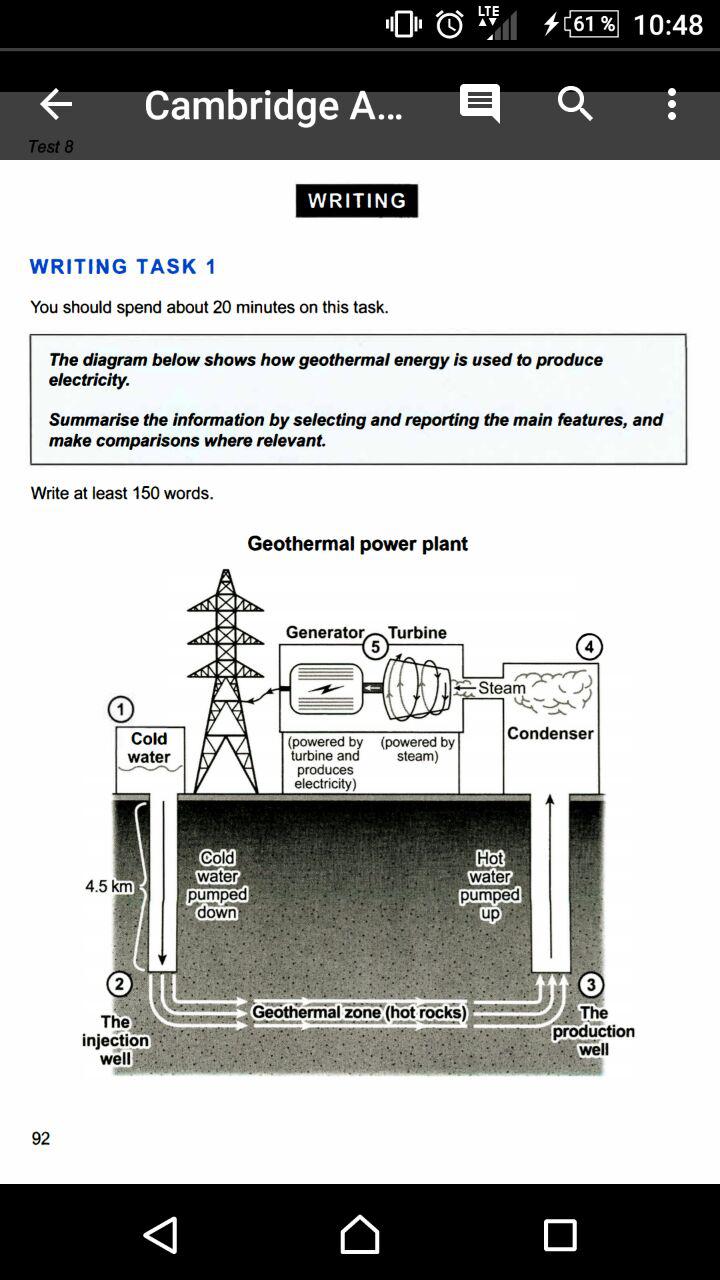 LTE
61 %
10:48
Cambridge A...
Test 8
WRITING
WRITING TASK 1
You should spend about 20 minutes on this task.
The diagram below shows how geothermal energy is used to produce
electricity.
Summarise the information by selecting and reporting the main features, and
make comparisons where relevant.
Write at least 150 words.
Geothermal power plant
Generator
5
Turbine
4
Steam
1
Cold
water
Condenser
(powered by
turbine and
produces
electricity)
(powered by
steam)
4.5 km
Cold
water
pumped
down
Hot
water
pumped
up
2
The
injection
well
Geothermal zone (hot rocks)
3
The
production
well
92